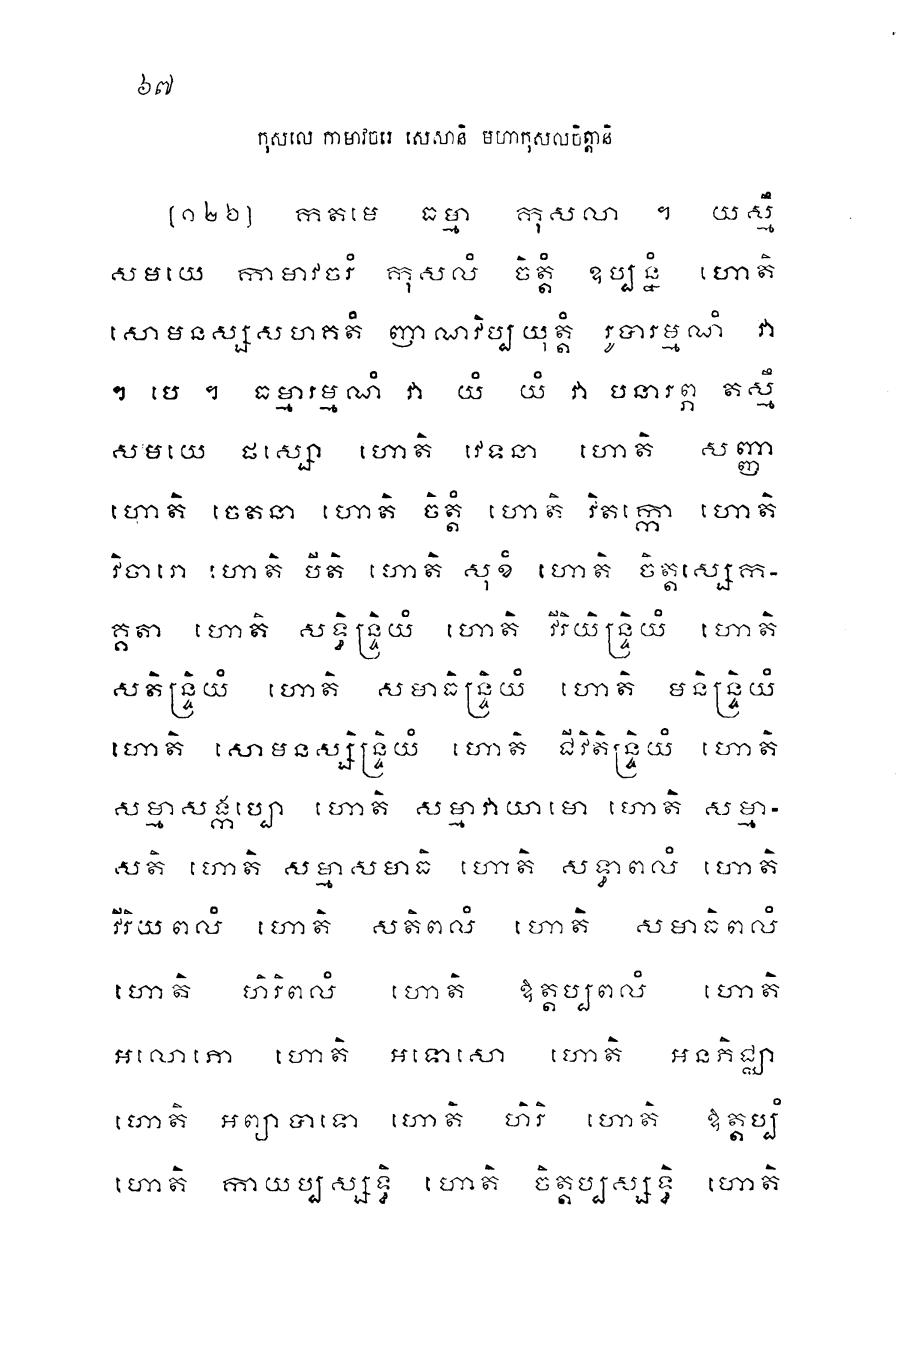 ៦៧
កុសលេ កាមាវចរេ សេសានិ មហាកុសលចិត្តានិ
[១២៦] កតមេ ធម្មា កុសលា ។ យស្មឹ
សមយេ កាមាវចរំ កុសលំ ចិត្តំ ឧប្បន្នំ ហោតិ
សោមនស្សសហគតំ ញាណវិប្បយុត្តំ រូបារម្មណំ វា
។ បេ ។ ធម្មារម្មណំ វា យំ យំ វា បនារព្ភ តស្មឹ
សមយេ ផស្សោ ហោតិ វេទនា ហោតិ សញ្ញា
ហោតិ ចេតនា ហោតិ ចិត្តំ ហោតិ វិតក្កោ ហោតិ
វិចារោ ហោតិ បីតិ ហោតិ សុខំ ហោតិ ចិត្តស្សេក-
គ្គតា ហោតិ សទ្ធិន្ទ្រិយំ ហោតិ វីរិយិន្ទ្រិយំ ហោតិ
សតិន្ទ្រិយំ ហោតិ សមាធិន្ទ្រិយំ ហោតិ មនិន្ទ្រិយំ
ហោតិ សោមនស្សិន្ទ្រិយំ ហោតិ ជីវិតិន្ទ្រិយំ ហោតិ
សម្មាសង្កប្បោ ហោតិ សម្មាវាយាមោ ហោតិ សម្មា-
សតិ ហោតិ សម្មាសមាធិ ហោតិ សទ្ធាពលំ ហោតិ
វីរិយពលំ ហោតិ សតិពលំ ហោតិ សមាធិពលំ
ហោតិ ហិរិពលំ ហោតិ ឱត្តប្បពលំ ហោតិ
អលោភោ ហោតិ អទោសោ ហោតិ អនភិជ្ឈា
ហោតិ អព្យាបាទោ ហោតិ ហិរិ ហោតិ ឱត្តប្បំ
ហោតិ កាយប្បស្សទ្ធិ ហោតិ ចិត្តប្បស្សទ្ធិ ហោតិ